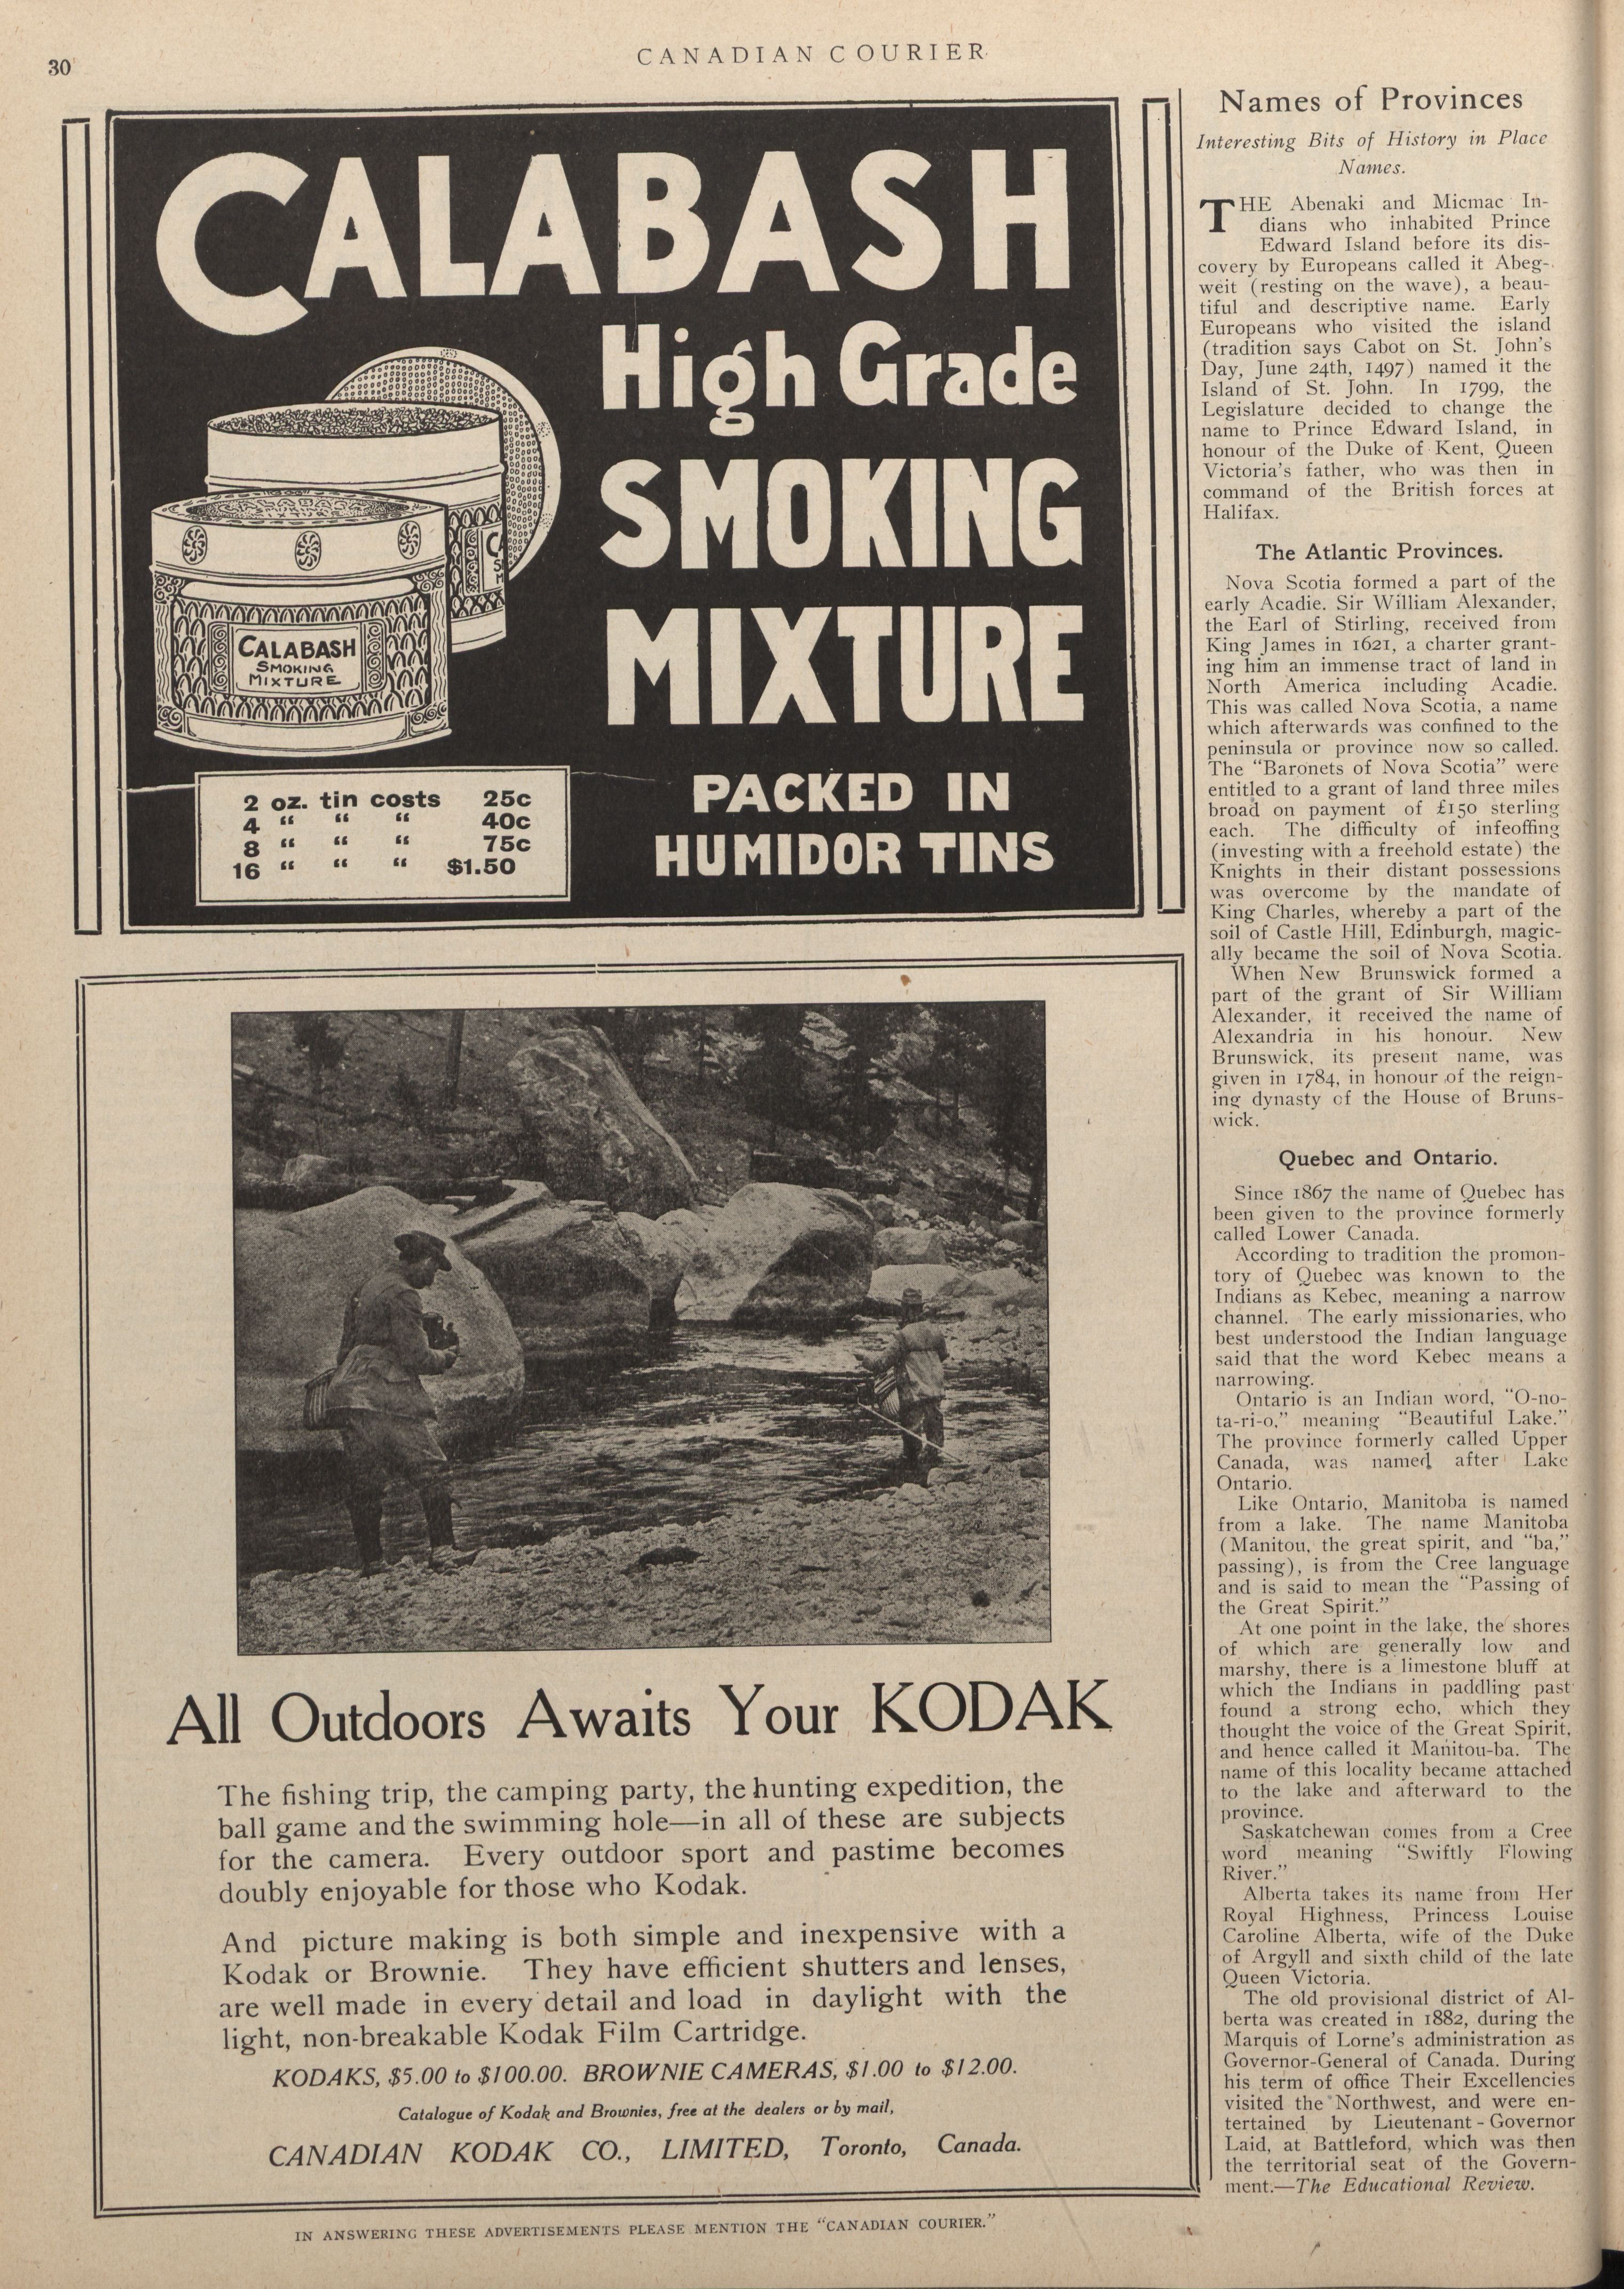 30
CANADIAN COURIER
CALABASH
High Grade
SMOKING
MIXTURE
CALABASH
SMOKING
MIXTURE
CA
S
M
2 oz. tin costs 25c
4 “ “ “ 40c
8 “ “ “ 75c
16 “ “ “ $1.50
PACKED IN
HUMIDOR TINS
All Outdoors Awaits Your KODAK
The fishing trip, the camping party, the hunting expedition, the
ball game and the swimming hole—in all of these are subjects
for the camera. Every outdoor sport and pastime becomes
doubly enjoyable for those who Kodak.
And picture making is both simple and inexpensive with a
Kodak or Brownie. They have efficient shutters and lenses,
are well made in every detail and load in daylight with the
light, non-breakable Kodak Film Cartridge.
KODAKS, $5.00 to $100.00. BROWNIE CAMERAS, $1.00 to $12.00.
Catalogue of Kodak and Brownies, free at the dealers or by mail,
CANADIAN KODAK CO., LIMITED, Toronto, Canada.
Names of Provinces
Interesting Bits of History in Place
Names.
THE Abenaki and Micmac In-
dians who inhabited Prince
Edward Island before its dis-
covery by Europeans called it Abeg-
weit (resting on the wave), a beau-
tiful and descriptive name. Early
Europeans who visited the island
(tradition says Cabot on St. John's
Day, June 24th, 1497) named it the
Island of St. John. In 1799, the
Legislature decided to change the
name to Prince Edward Island, in
honour of the Duke of Kent, Queen
Victoria's father, who was then in
command of the British forces at
Halifax.
The Atlantic Provinces.
Nova Scotia formed a part of the
early Acadie. Sir William Alexander,
the Earl of Stirling, received from
King James in 1621, a charter grant-
ing him an immense tract of land in
North America including Acadie.
This was called Nova Scotia, a name
which afterwards was confined to the
peninsula or province now so called.
The “Baronets of Nova Scotia” were
entitled to a grant of land three miles
broad on payment of £150 sterling
each. The difficulty of infeoffing
(investing with a freehold estate) the
Knights in their distant possessions
was overcome by the mandate of
King Charles, whereby a part of the
soil of Castle Hill, Edinburgh, magic-
ally became the soil of Nova Scotia.
When New Brunswick formed a
part of the grant of Sir William
Alexander, it received the name of
Alexandria in his honour. New
Brunswick, its present name, was
given in 1784, in honour of the reign-
ing dynasty of the House of Bruns-
wick.
Quebec and Ontario.
Since 1867 the name of Quebec has
been given to the province formerly
called Lower Canada.
According to tradition the promon-
tory of Quebec was known to the
Indians as Kebec, meaning a narrow
channel. The early missionaries, who
best understood the Indian language
said that the word Kebec means a
narrowing.
Ontario is an Indian word, “O-no-
ta-ri-o,” meaning “Beautiful Lake.”
The province formerly called Upper
Canada, was named after Lake
Ontario.
Like Ontario, Manitoba is named
from a lake. The name Manitoba
(Manitou, the great spirit, and “ba,”
passing), is from the Cree language
and is said to mean the “Passing of
the Great Spirit.”
At one point in the lake, the shores
of which are generally low and
marshy, there is a limestone bluff at
which the Indians in paddling past
found a strong echo, which they
thought the voice of the Great Spirit,
and hence called it Manitou-ba. The
name of this locality became attached
to the lake and afterward to the
province.
Saskatchewan comes from a Cree
word meaning “Swiftly Flowing
River.”
Alberta takes its name from Her
Royal Highness, Princess Louise
Caroline Alberta, wife of the Duke
of Argyll and sixth child of the late
Queen Victoria.
The old provisional district of Al-
berta was created in 1882, during the
Marquis of Lorne's administration as
Governor-General of Canada. During
his term of office Their Excellencies
visited the Northwest, and were en-
tertained by Lieutenant-Governor
Laid, at Battleford, which was then
the territorial seat of the Govern-
ment.—The Educational Review.
IN ANSWERING THESE ADVERTISEMENTS PLEASE MENTION THE “CANADIAN COURIER.”